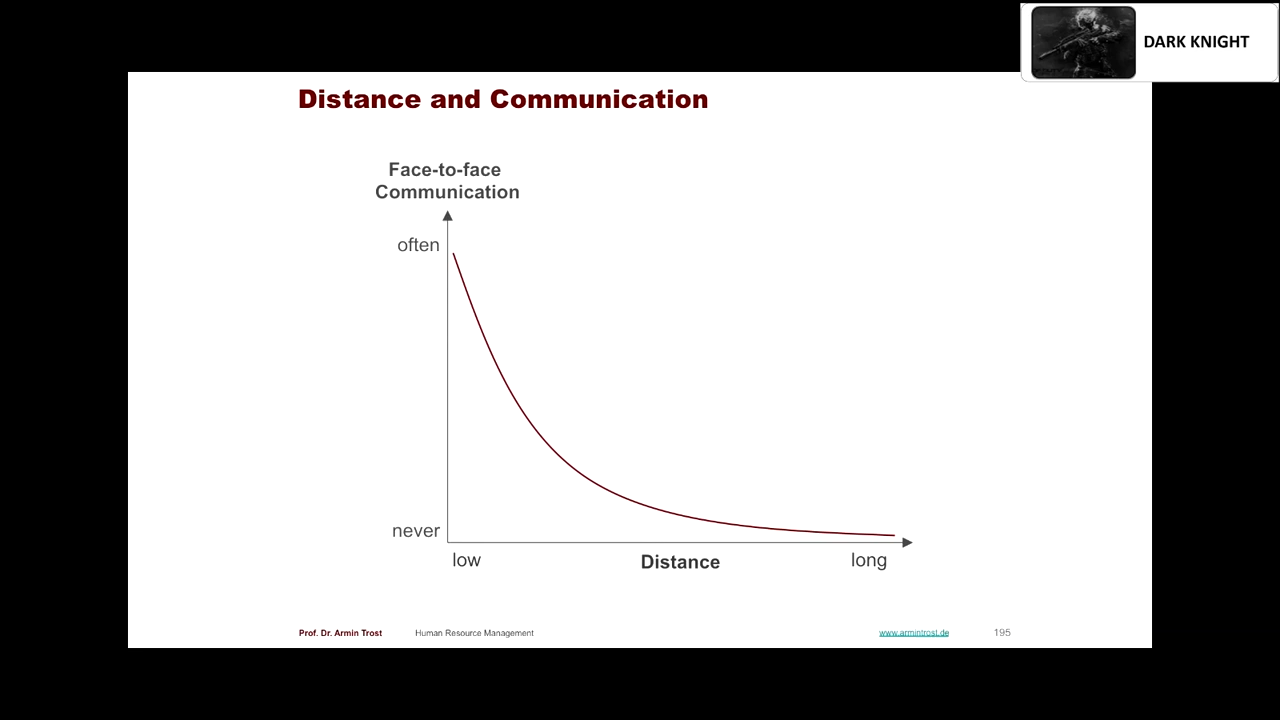 DARK KNIGHT
Distance and Communication
Face-to-face
Communication
often
never
low
Distance
long
Prof. Dr. Armin Trost
Human Resource Management
www.armintrost.de
195